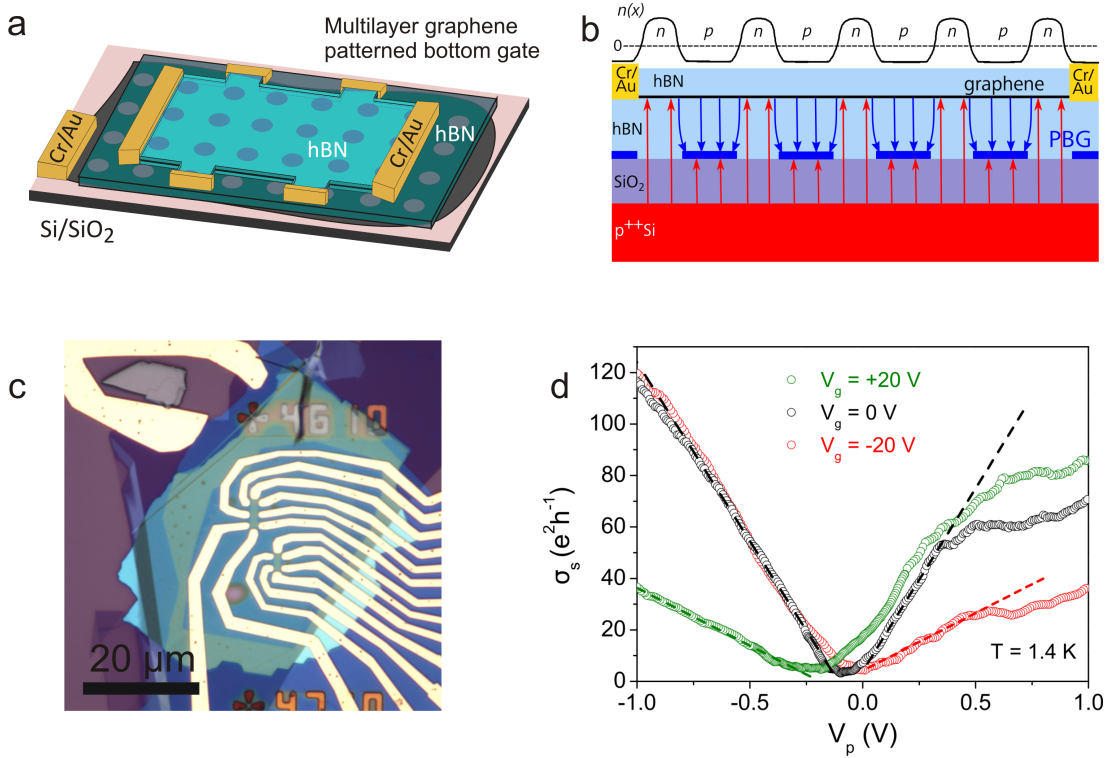 a
Multilayer graphene
patterned bottom gate
Cr/Au
hBN
hBN
Cr/Au
Si/SiO2
b
n(x)
0
n p n p n p n p n
Cr/
Au
hBN
graphene
Cr/
Au
hBN
PBG
SiO2
p++Si
c
46 10
20 μm
47 10
d
σs (e²h⁻¹)
120
100
80
60
40
20
0
Vg = +20 V
Vg = 0 V
Vg = -20 V
T = 1.4 K
-1.0 -0.5 0.0 0.5 1.0
Vp (V)